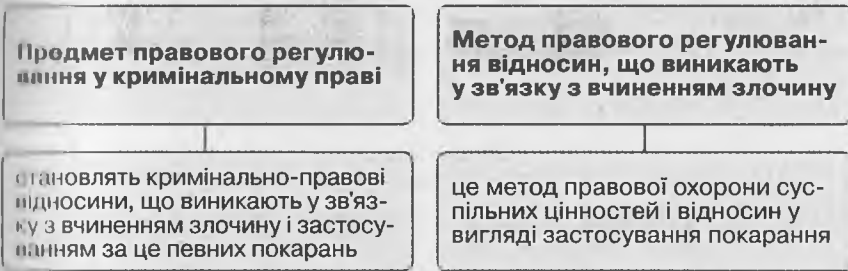 Предмет правового регулю-
вання у кримінальному праві
становлять кримінально-правові
відносини, що виникають у зв'яз-
ку з вчиненням злочину і застосу-
ванням за це певних покарань
Метод правового регулюван-
ня відносин, що виникають
у зв'язку з вчиненням злочину
це метод правової охорони сус-
пільних цінностей і відносин у
вигляді застосування покарання